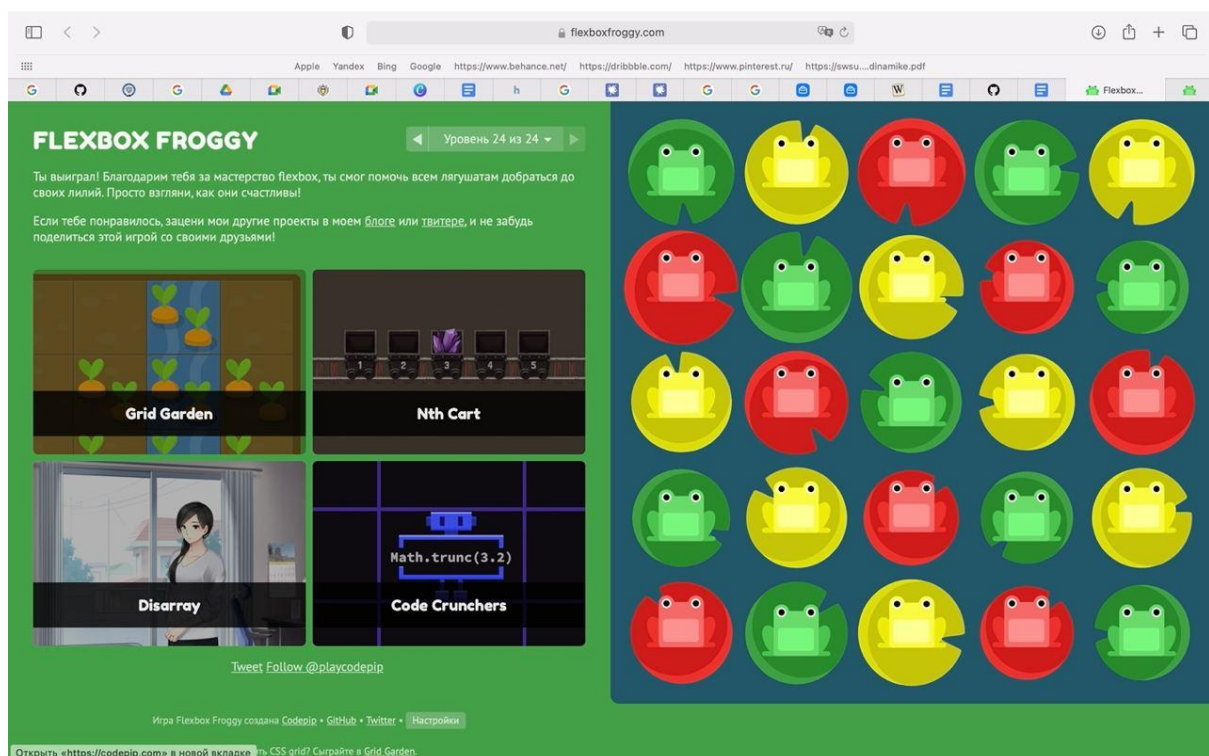 flexboxfroggy.com
Apple Yandex Bing Google https://www.behance.net/ https://dribbble.com/ https://www.pinterest.ru/ https://swsu....dinamike.pdf
Flexbox...
FLEXBOX FROGGY
Уровень 24 из 24
Ты выиграл! Благодарим тебя за мастерство flexbox, ты смог помочь всем лягушатам добраться до
своих лилий. Просто взгляни, как они счастливы!
Если тебе понравилось, зацени мои другие проекты в моем блоге или твитере, и не забудь
поделиться этой игрой со своими друзьями!
1 2 3 4 5
Grid Garden
Nth Cart
Math.trunc(3.2)
Disarray
Code Crunchers
Tweet Follow @playcodepip
Игра Flexbox Froggy создана Codepip • GitHub • Twitter • Настройки
Открыть «https://codepip.com» в новой вкладке
CSS grid? Сыграйте в Grid Garden.